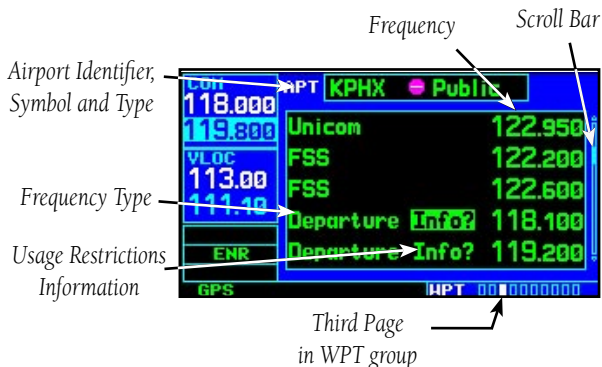 Frequency
Scroll Bar
Airport Identifier,
Symbol and Type
COM
118.000
119.800
APT KPHX Public
Unicom 122.950
FSS 122.200
FSS 122.600
Departure Info? 118.100
Departure Info? 119.200
VLOC
113.00
111.10
ENR
GPS
WPT
Frequency Type
Usage Restrictions
Information
Third Page
in WPT group